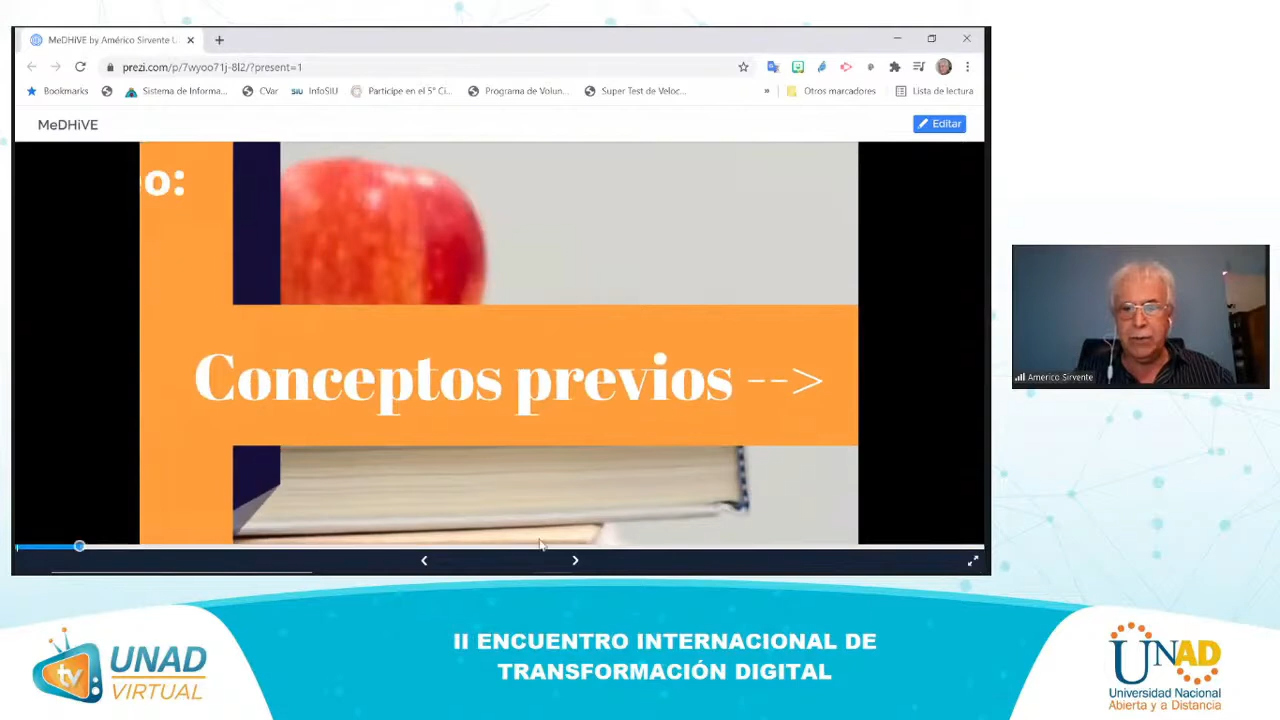 MeDHiVE by Américo Sirvente U
prezi.com/p/7wyoo71j-8l2/?present=1
Bookmarks
Sistema de Informa...
CVar
SIU InfoSIU
Participe en el 5° Ci...
Programa de Volun...
Super Test de Veloc...
»
Otros marcadores
Lista de lectura
MeDHiVE
Editar
o:
Conceptos previos -->
Americo Sirvente
tv
UNAD
VIRTUAL
II ENCUENTRO INTERNACIONAL DE
TRANSFORMACIÓN DIGITAL
UNAD
Universidad Nacional
Abierta y a Distancia